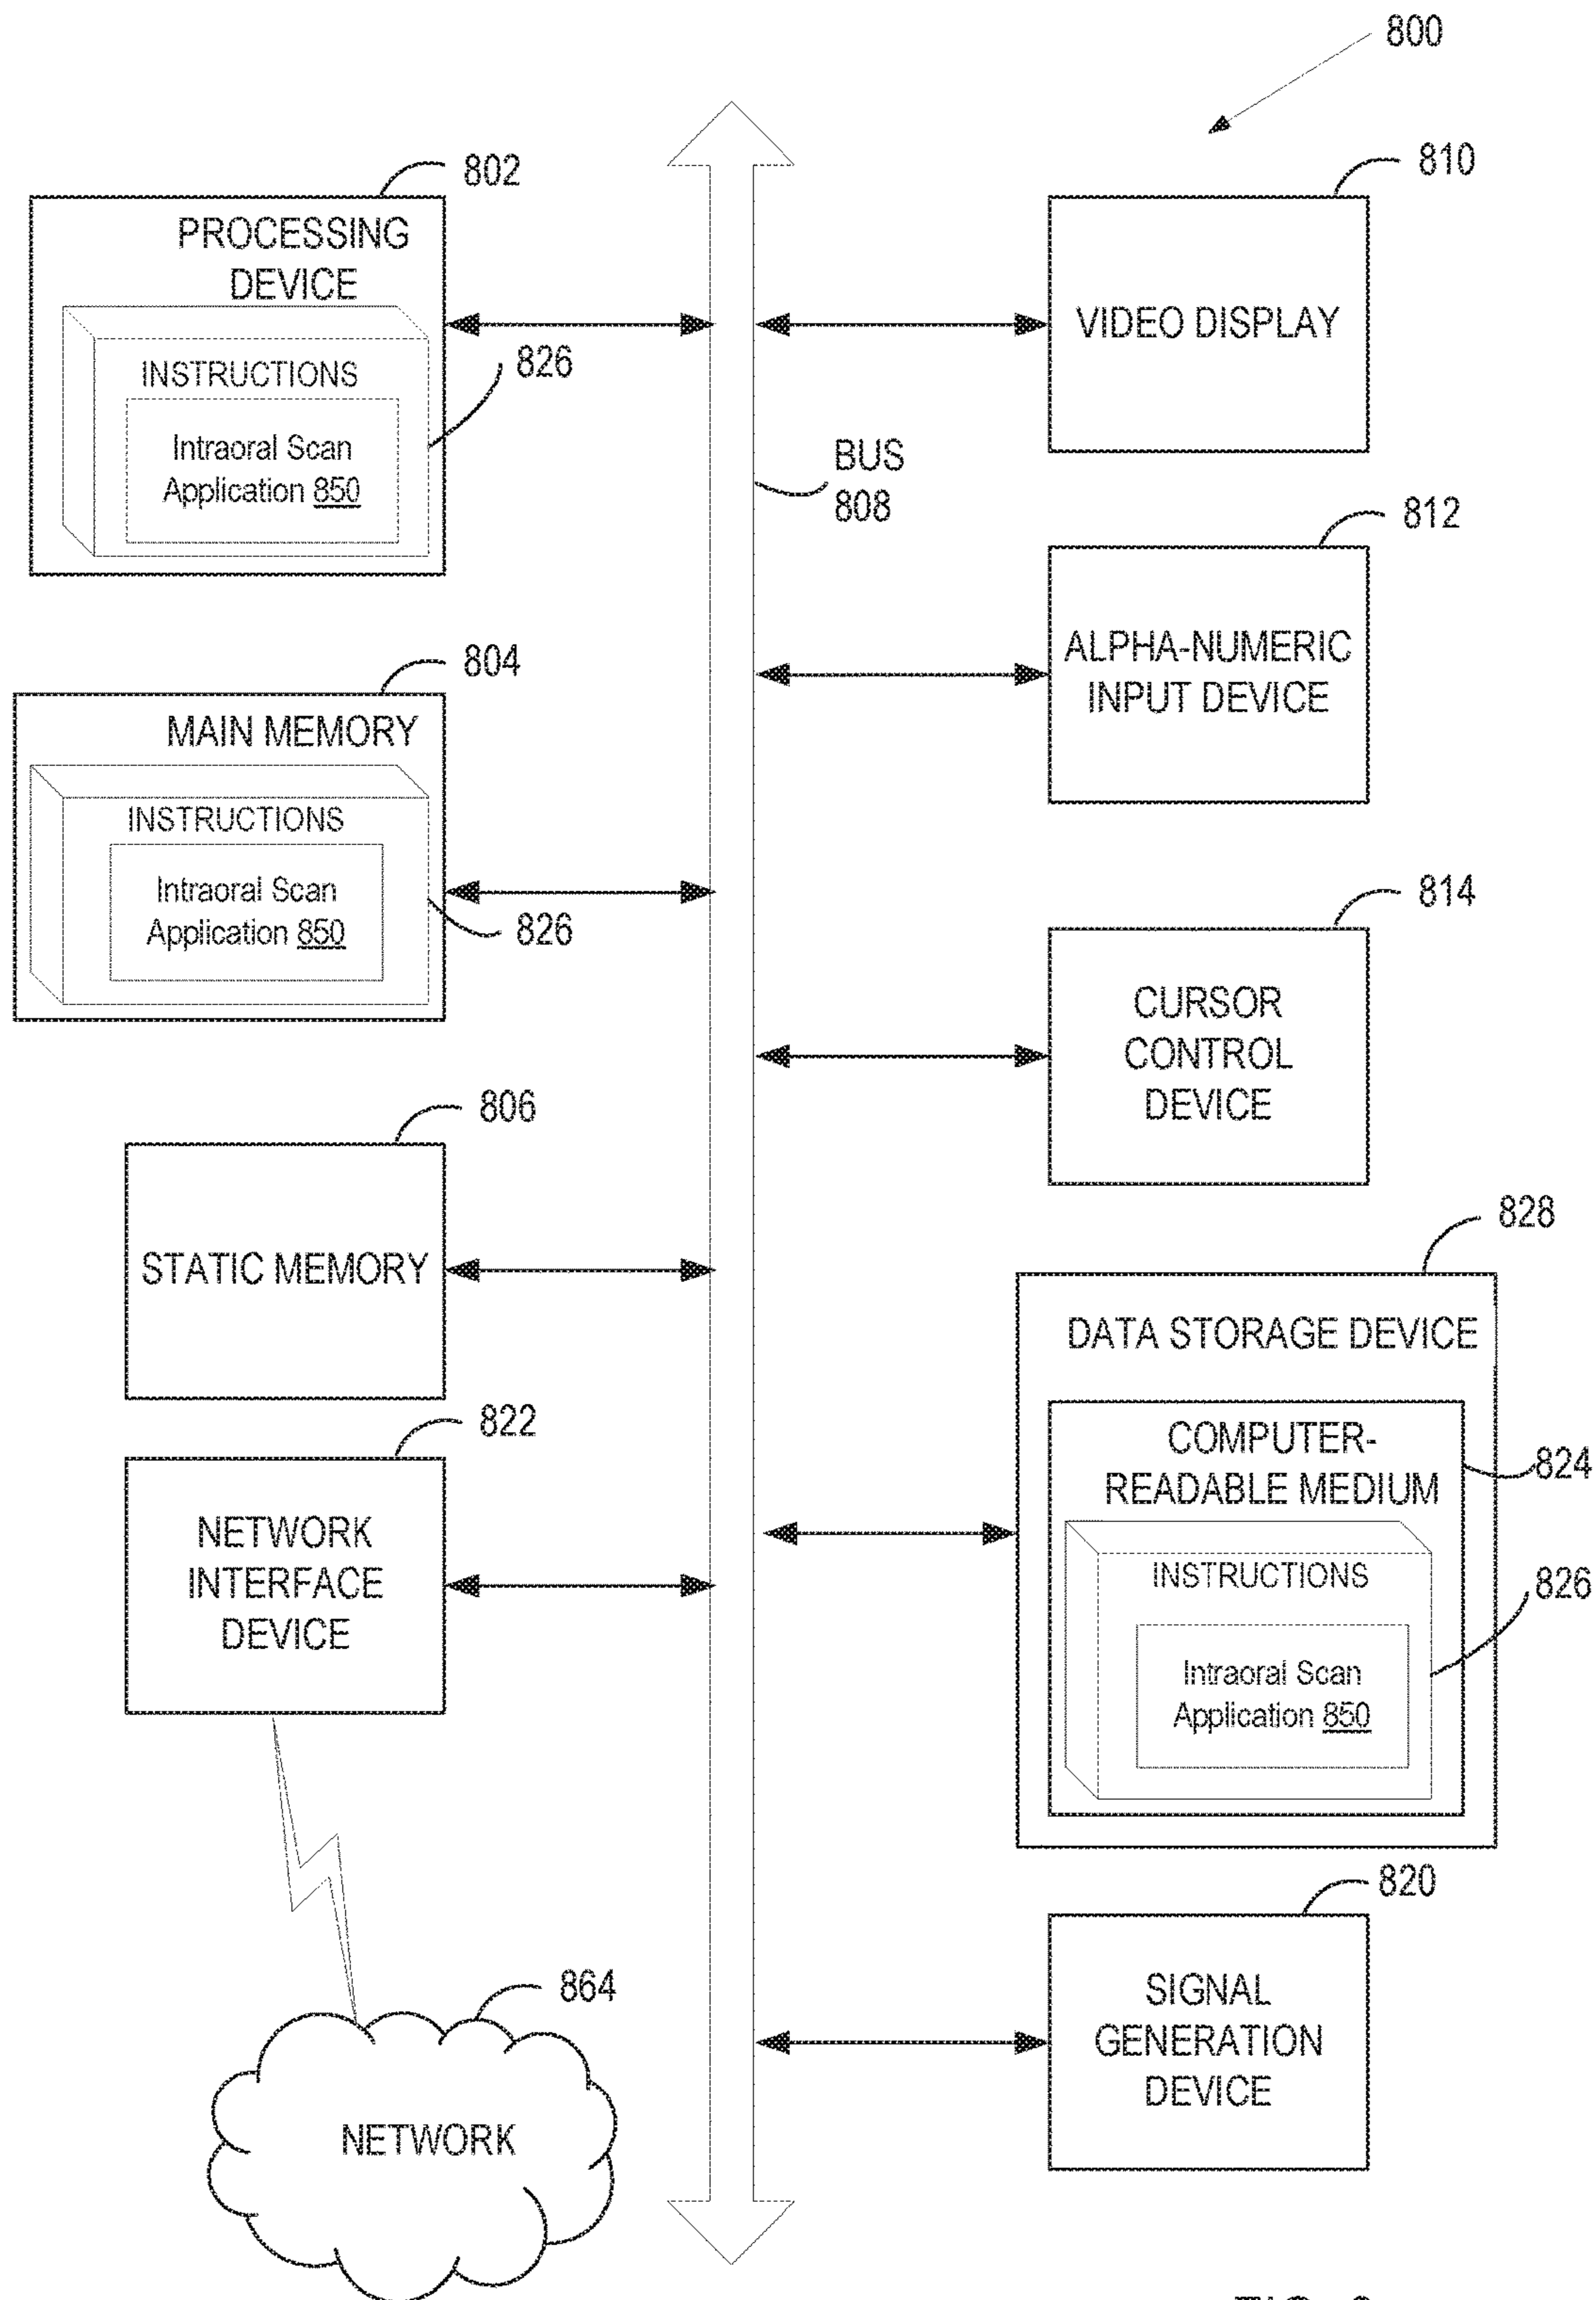 800
802
PROCESSING
DEVICE
INSTRUCTIONS
Intraoral Scan
Application 850
826
804
MAIN MEMORY
INSTRUCTIONS
Intraoral Scan
Application 850
826
806
STATIC MEMORY
822
NETWORK
INTERFACE
DEVICE
864
NETWORK
BUS
808
810
VIDEO DISPLAY
812
ALPHA-NUMERIC
INPUT DEVICE
814
CURSOR
CONTROL
DEVICE
828
DATA STORAGE DEVICE
COMPUTER-
READABLE MEDIUM
824
INSTRUCTIONS
826
Intraoral Scan
Application 850
820
SIGNAL
GENERATION
DEVICE